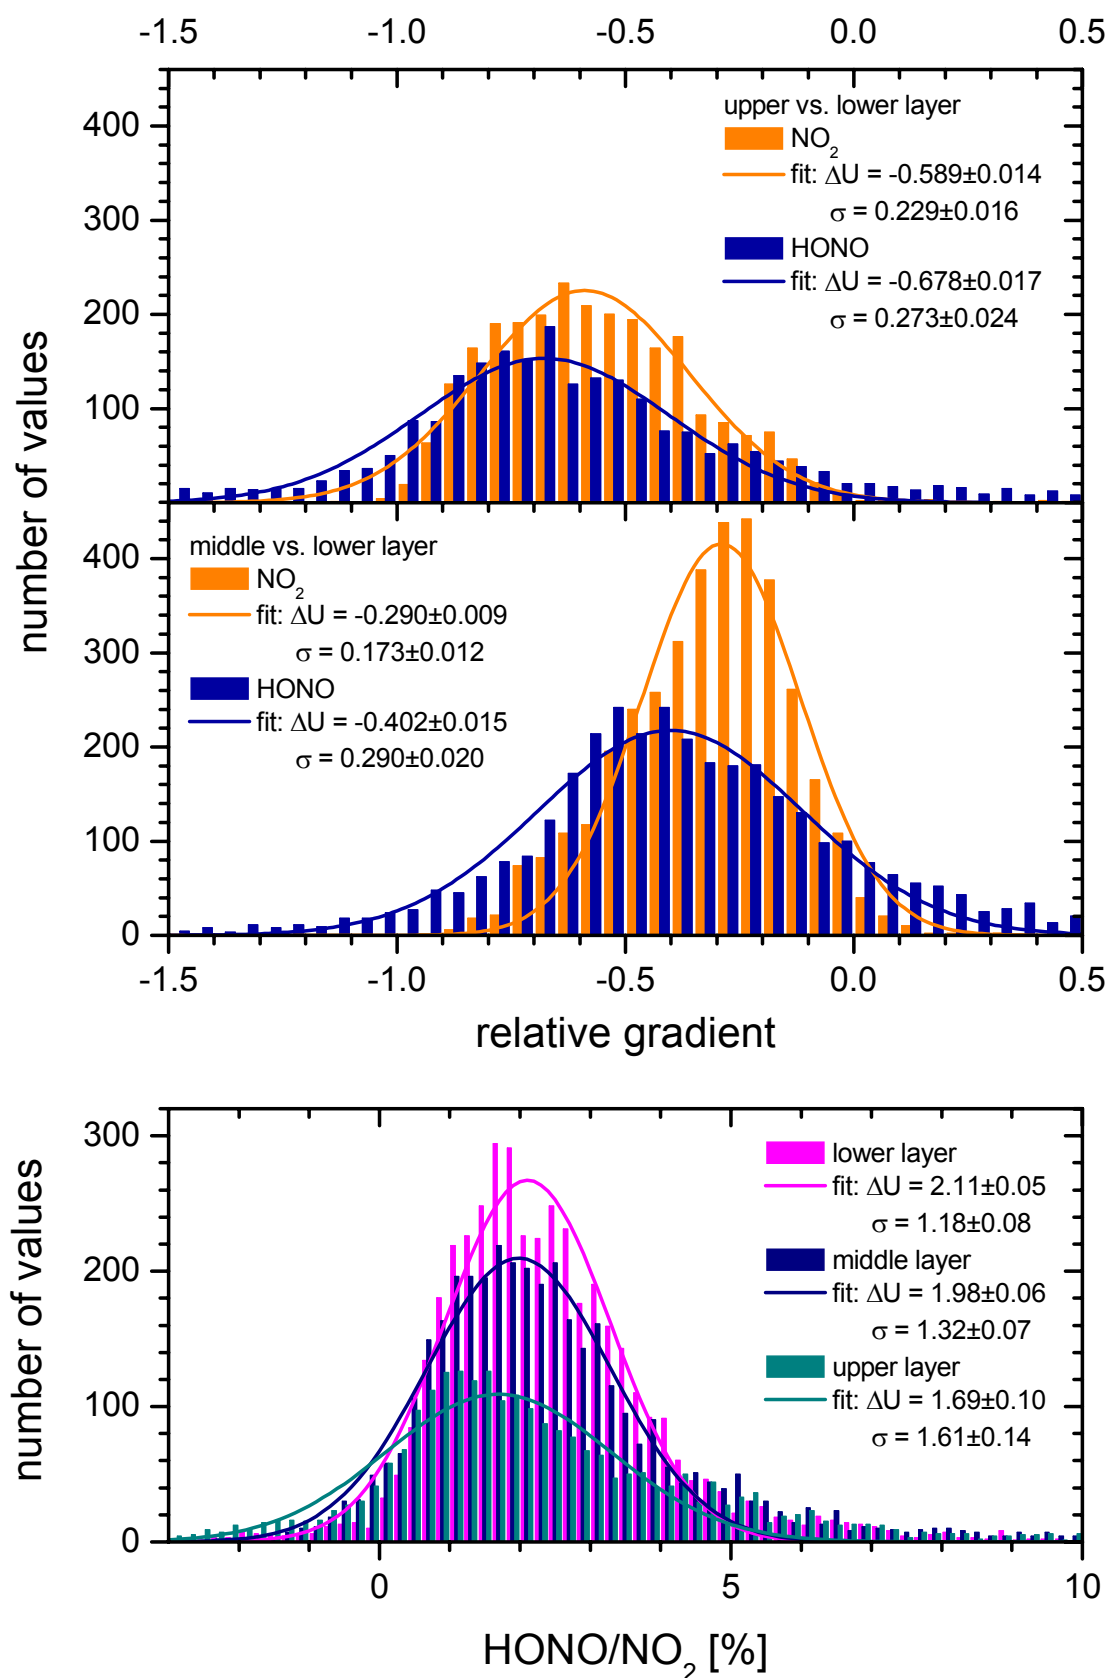 -1.5 -1.0 -0.5 0.0 0.5
upper vs. lower layer
NO2
fit: ΔU = -0.589±0.014
σ = 0.229±0.016
HONO
fit: ΔU = -0.678±0.017
σ = 0.273±0.024
400
300
200
100
0
number of values
middle vs. lower layer
NO2
fit: ΔU = -0.290±0.009
σ = 0.173±0.012
HONO
fit: ΔU = -0.402±0.015
σ = 0.290±0.020
400
300
200
100
0
-1.5 -1.0 -0.5 0.0 0.5
relative gradient
300
200
100
0
number of values
lower layer
fit: ΔU = 2.11±0.05
σ = 1.18±0.08
middle layer
fit: ΔU = 1.98±0.06
σ = 1.32±0.07
upper layer
fit: ΔU = 1.69±0.10
σ = 1.61±0.14
0 5 10
HONO/NO2 [%]